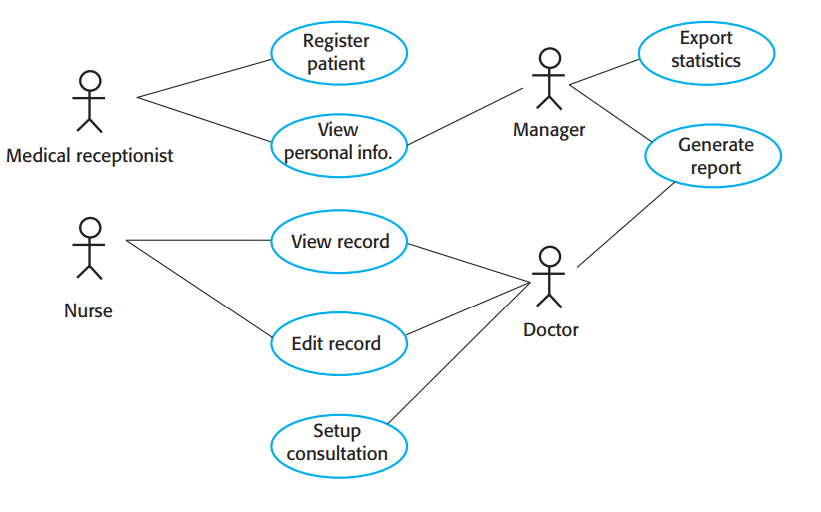 Register
patient
Export
statistics
View
personal info.
Manager
Generate
report
Medical receptionist
View record
Nurse
Doctor
Edit record
Setup
consultation